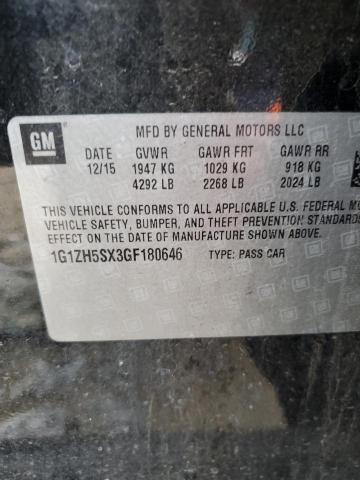 GM
MFD BY GENERAL MOTORS LLC
DATE GVWR GAWR FRT GAWR RR
12/15 1947 KG 1029 KG 918 KG
4292 LB 2268 LB 2024 LB
THIS VEHICLE CONFORMS TO ALL APPLICABLE U.S. FEDERAL
VEHICLE SAFETY, BUMPER, AND THEFT PREVENTION STANDARDS
THE DATE OF MANUFACTURE SHOWN ABOVE.
1G1ZH5SX3GF180646 TYPE: PASS CAR